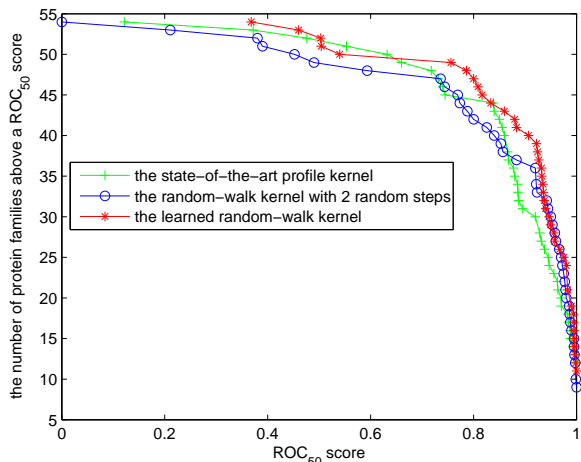 the number of protein families above a ROC50 score
55
50
45
40
35
30
25
20
15
10
5
the state-of-the-art profile kernel
the random-walk kernel with 2 random steps
the learned random-walk kernel
0 0.2 0.4 0.6 0.8 1
ROC50 score